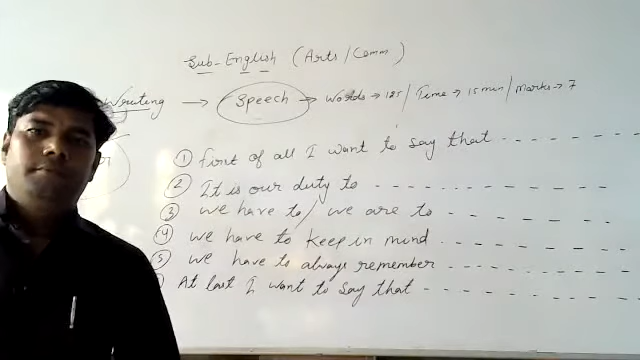 Sub-English (Arts/Comm)
Writing → Speech → Words → 125 / Time → 15 min / Marks → 7
① First of all I want to say that - - - - - - - -
② It is our duty to - - - - - - - - - -
③ we have to / we are to - - - - - - - -
④ we have to keep in mind - - - - - - - -
⑤ we have to always remember - - - - - - - -
At last I want to say that - - - - - - - -